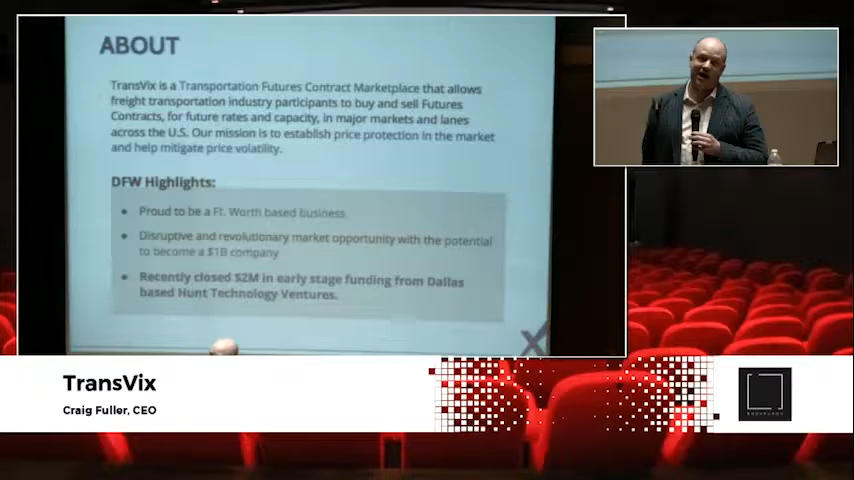 ABOUT
TransVix is a Transportation Futures Contract Marketplace that allows
freight transportation industry participants to buy and sell Futures
Contracts, for future rates and capacity, in major markets and lanes
across the U.S. Our mission is to establish price protection in the market
and help mitigate price volatility.
DFW Highlights:
• Proud to be a Ft. Worth based business
• Disruptive and revolutionary market opportunity with the potential
to become a $1B company
• Recently closed $2M in early stage funding from Dallas
based Hunt Technology Ventures.
X
TransVix
Craig Fuller, CEO